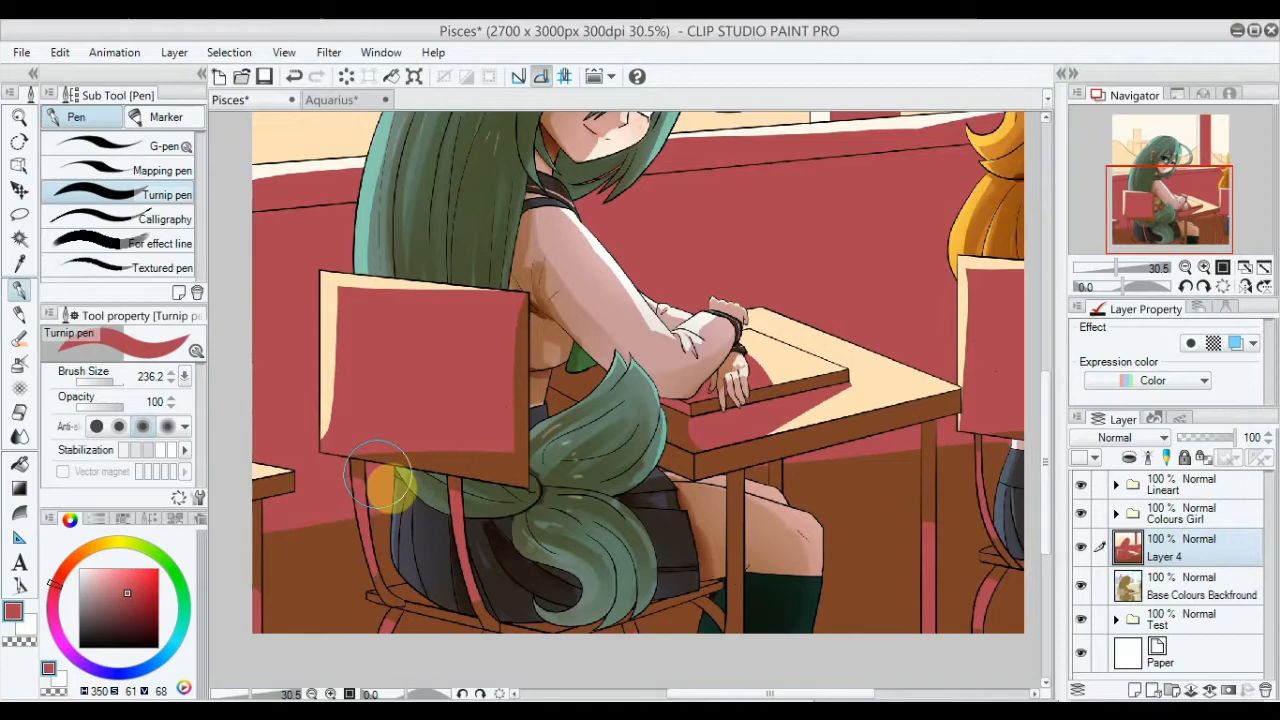 Pisces* (2700 x 3000px 300dpi 30.5%) - CLIP STUDIO PAINT PRO
File Edit Animation Layer Selection View Filter Window Help
Sub Tool [Pen]
Pen Marker
G-pen
Mapping pen
Turnip pen
Calligraphy
For effect line
Textured pen
Tool property [Turnip pe
Turnip pen
Brush Size 236.2
Opacity 100
Anti-a
Stabilization
Vector magnet
H 350 S 61 V 68
Pisces* Aquarius*
30.5 0.0
Navigator
30.5
0.0
Layer Property
Effect
Expression color
Color
Layer
Normal 100
100 % Normal
Lineart
100 % Normal
Colours Girl
100 % Normal
Layer 4
100 % Normal
Base Colours Backfround
100 % Normal
Test
Paper